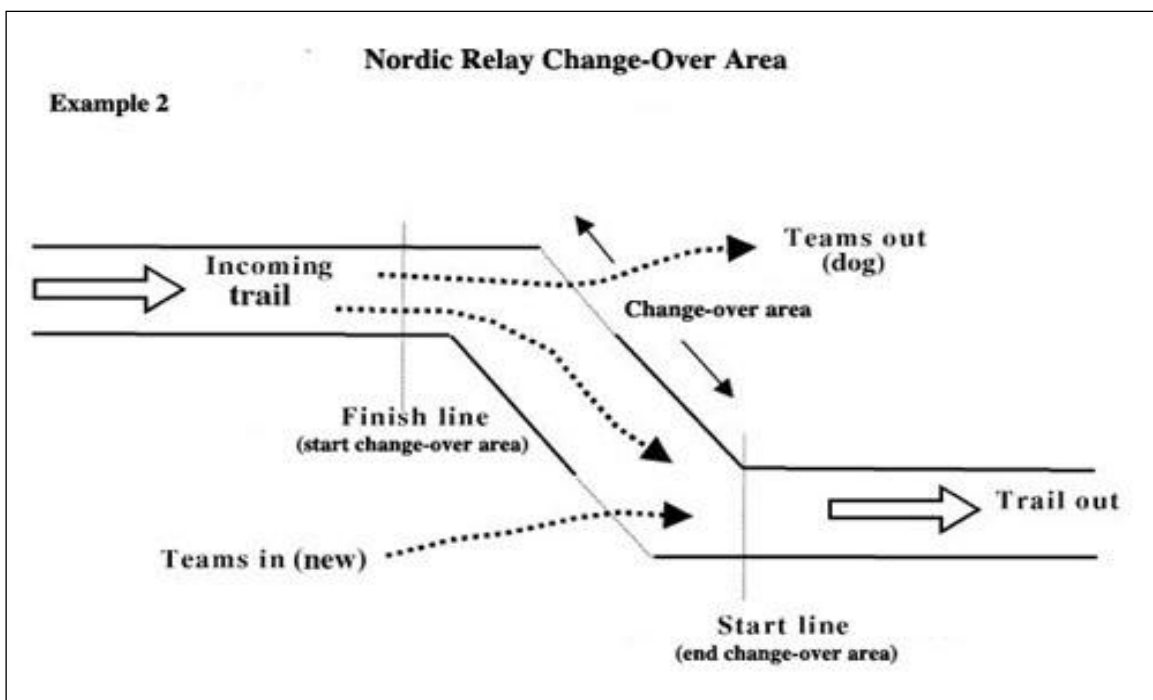 Nordic Relay Change-Over Area
Example 2
Teams out
(dog)
Incoming
trail
Change-over area
Finish line
(start change-over area)
Trail out
Teams in (new)
Start line
(end change-over area)